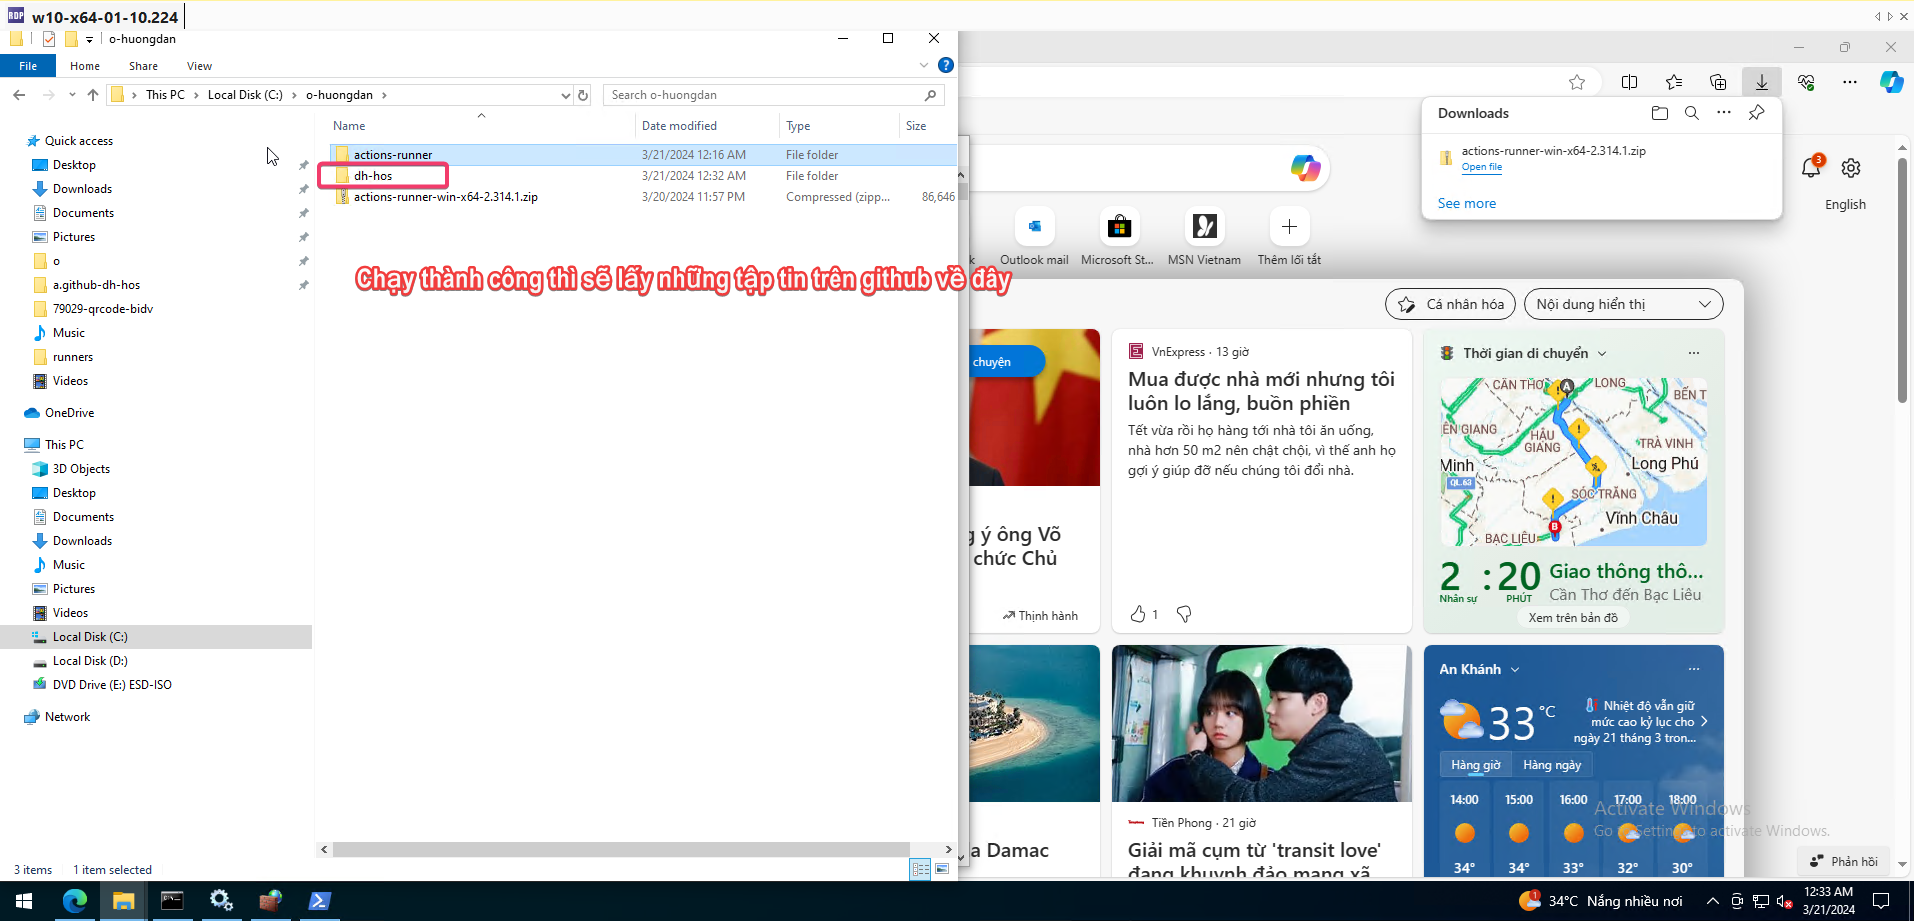 RDP w10-x64-01-10.224
o-huongdan
File Home Share View
This PC Local Disk (C:) o-huongdan
Search o-huongdan
Name Date modified Type Size
Quick access
Desktop
Downloads
Documents
Pictures
o
a.github-dh-hos
79029-qrcode-bidv
Music
runners
Videos
OneDrive
This PC
3D Objects
Desktop
Documents
Downloads
Music
Pictures
Videos
Local Disk (C:)
Local Disk (D:)
DVD Drive (E:) ESD-ISO
Network
actions-runner 3/21/2024 12:16 AM File folder
dh-hos 3/21/2024 12:32 AM File folder
actions-runner-win-x64-2.314.1.zip 3/20/2024 11:57 PM Compressed (zipp... 86,646
Chạy thành công thì sẽ lấy những tập tin trên github về đây
3 items 1 item selected
Downloads
actions-runner-win-x64-2.314.1.zip
Open file
See more
3
English
k Outlook mail Microsoft St... MSN Vietnam Thêm lối tắt
Cá nhân hóa Nội dung hiển thị
chuyện
g ý ông Võ
chức Chủ
Thịnh hành
VnExpress · 13 giờ
Mua được nhà mới nhưng tôi
luôn lo lắng, buồn phiền
Tết vừa rồi họ hàng tới nhà tôi ăn uống,
nhà hơn 50 m2 nên chật chội, vì thế anh họ
gợi ý giúp đỡ nếu chúng tôi đổi nhà.
1
Thời gian di chuyển
CẦN THƠ
LONG
BẾN T
ÊN GIANG
HẬU
GIANG
TRÀ VINH
Minh
Long Phú
QL.63
SÓC TRĂNG
Vĩnh Châu
BẠC LIÊU
A
B
2 : 20 Giao thông thô...
Nhân sự PHÚT Cần Thơ đến Bạc Liêu
Xem trên bản đồ
a Damac
Tiền Phong · 21 giờ
Giải mã cụm từ 'transit love'
đang khuynh đảo mạng xã
An Khánh
33 °C
Nhiệt độ vẫn giữ
mức cao kỷ lục cho
ngày 21 tháng 3 tron...
Hàng giờ Hàng ngày
14:00 15:00 16:00 17:00 18:00
34° 34° 33° 32° 30°
Activate Windows
Go to Settings to activate Windows.
Phản hồi
1 34°C Nắng nhiều nơi
12:33 AM
3/21/2024